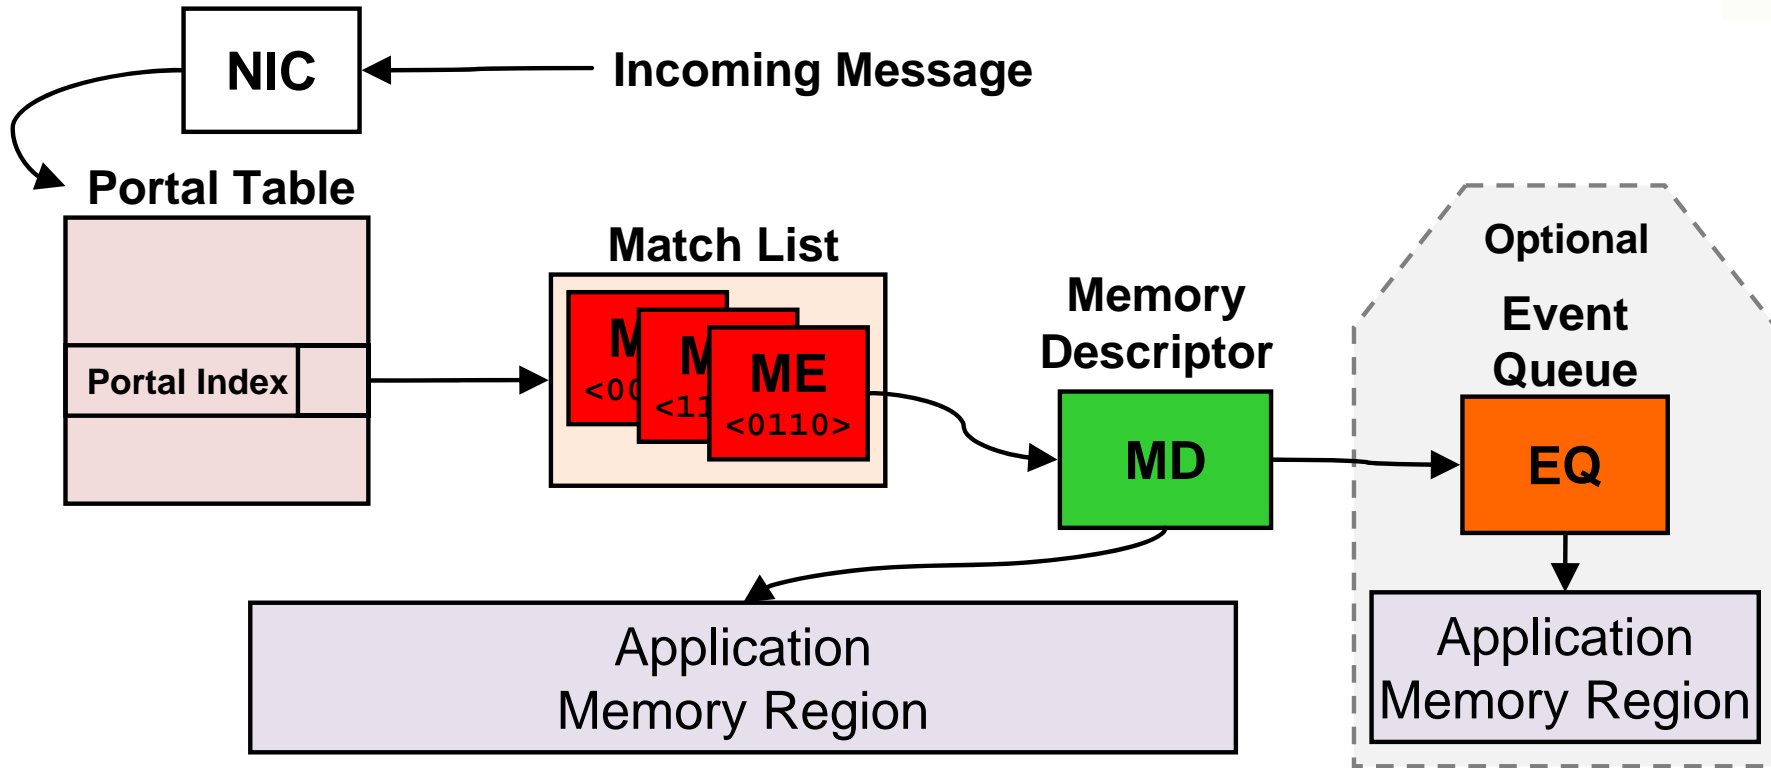 NIC
Incoming Message
Portal Table
Portal Index
Match List
ME
<0110>
Memory
Descriptor
MD
Optional
Event
Queue
EQ
Application
Memory Region
Application
Memory Region